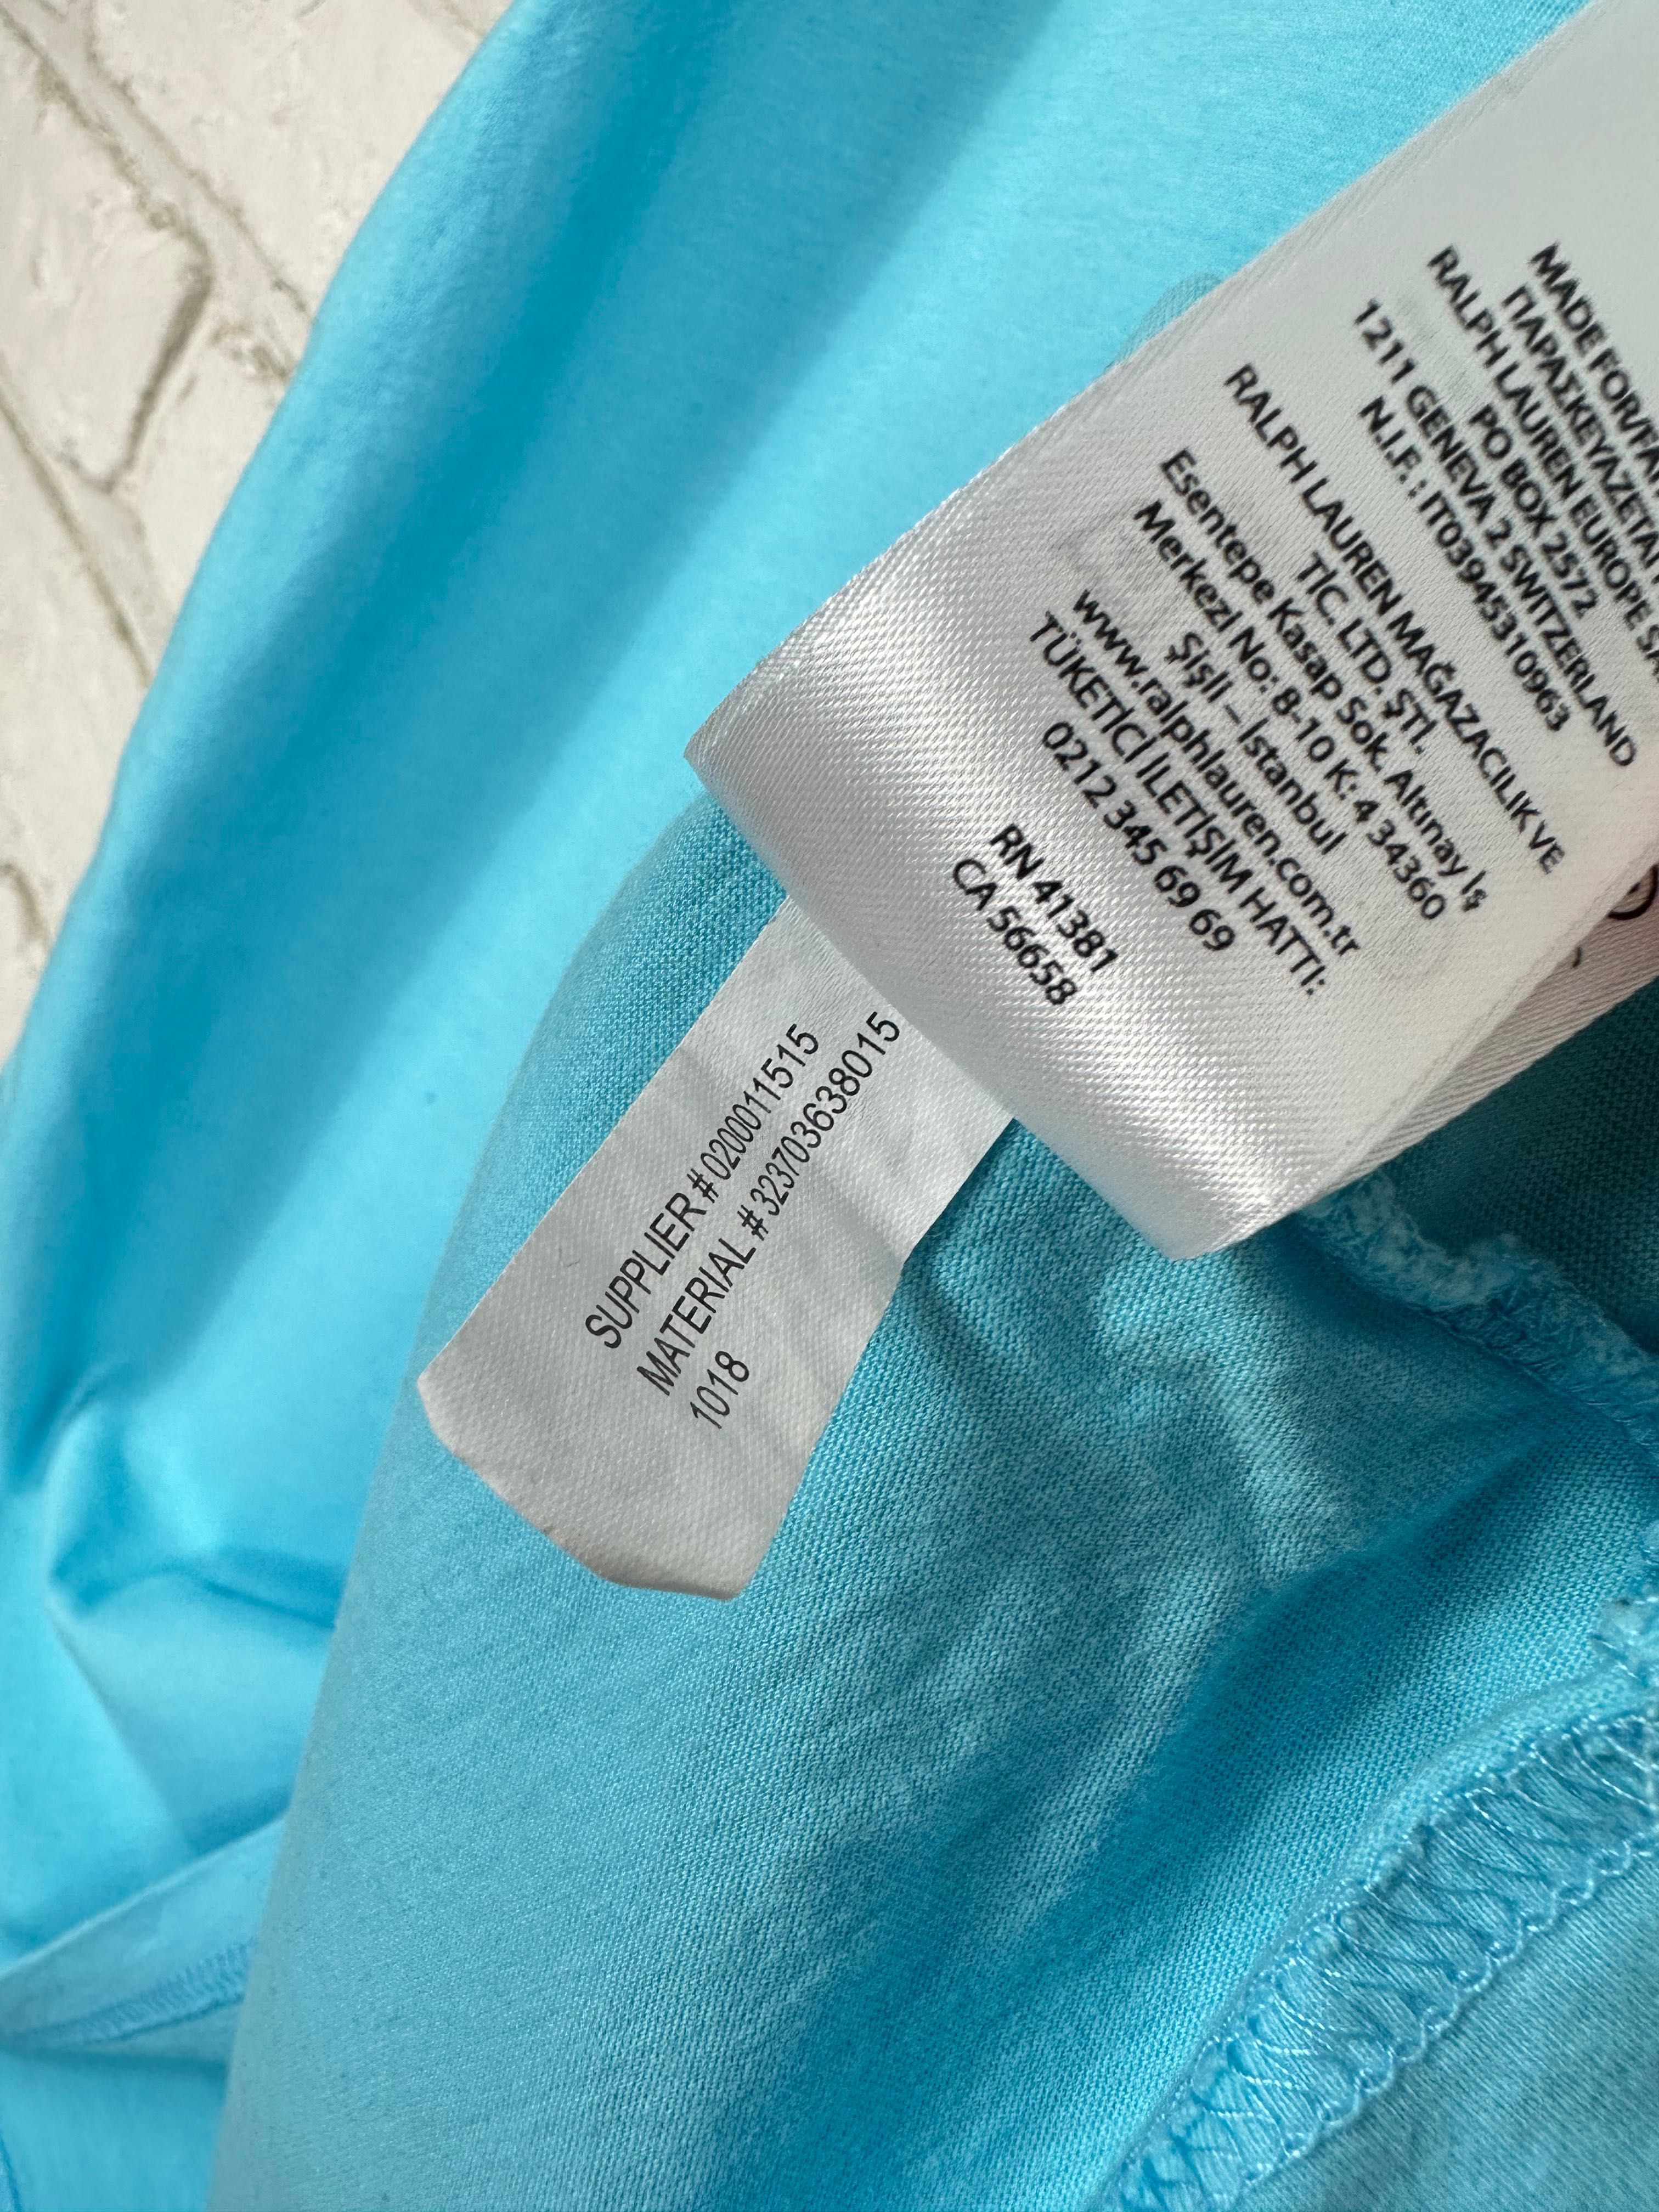 MADE FOR/FA
ΠΑΡΑΣΚΕΥΑΖΕΤΑΙ
RALPH LAUREN EUROPE SA
PO BOX 2572
1211 GENEVA 2 SWITZERLAND
N.I.F. : IT03945310963
RALPH LAUREN MAĞAZACILIK VE
TİC. LTD. ŞTİ.
Esentepe Kasap Sok. Altınay İş
Merkezi No: 8-10 K: 4 34360
Şişli – İstanbul
www.ralphlauren.com.tr
TÜKETİCİ İLETİŞİM HATTI:
0212 345 69 69
RN 41381
CA 56658
SUPPLIER # 0200011515
MATERIAL # 323703638015
1018